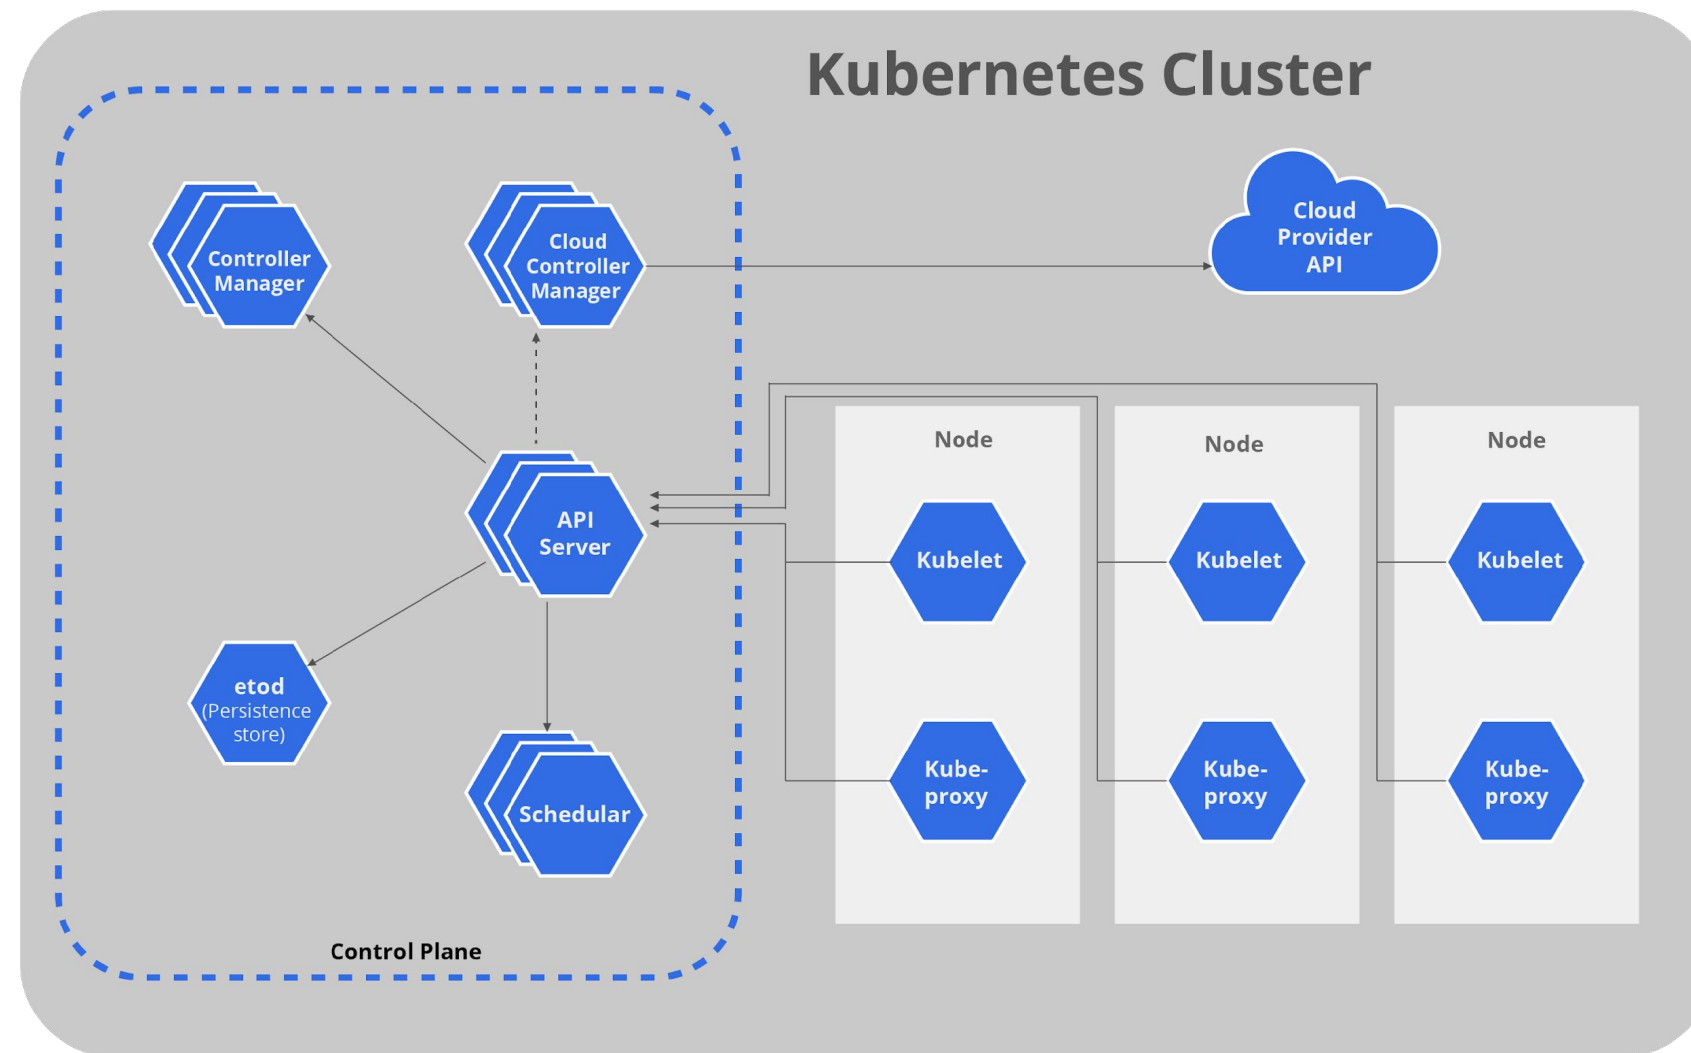 Kubernetes Cluster
Controller
Manager
Cloud
Controller
Manager
Cloud
Provider
API
API
Server
etod
(Persistence
store)
Schedular
Control Plane
Node
Kubelet
Kube-
proxy
Node
Kubelet
Kube-
proxy
Node
Kubelet
Kube-
proxy